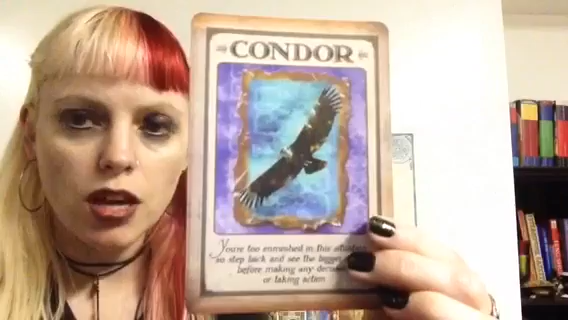 CONDOR
You're too enmeshed in this
so step back and see the bigger
before making any
or taking action